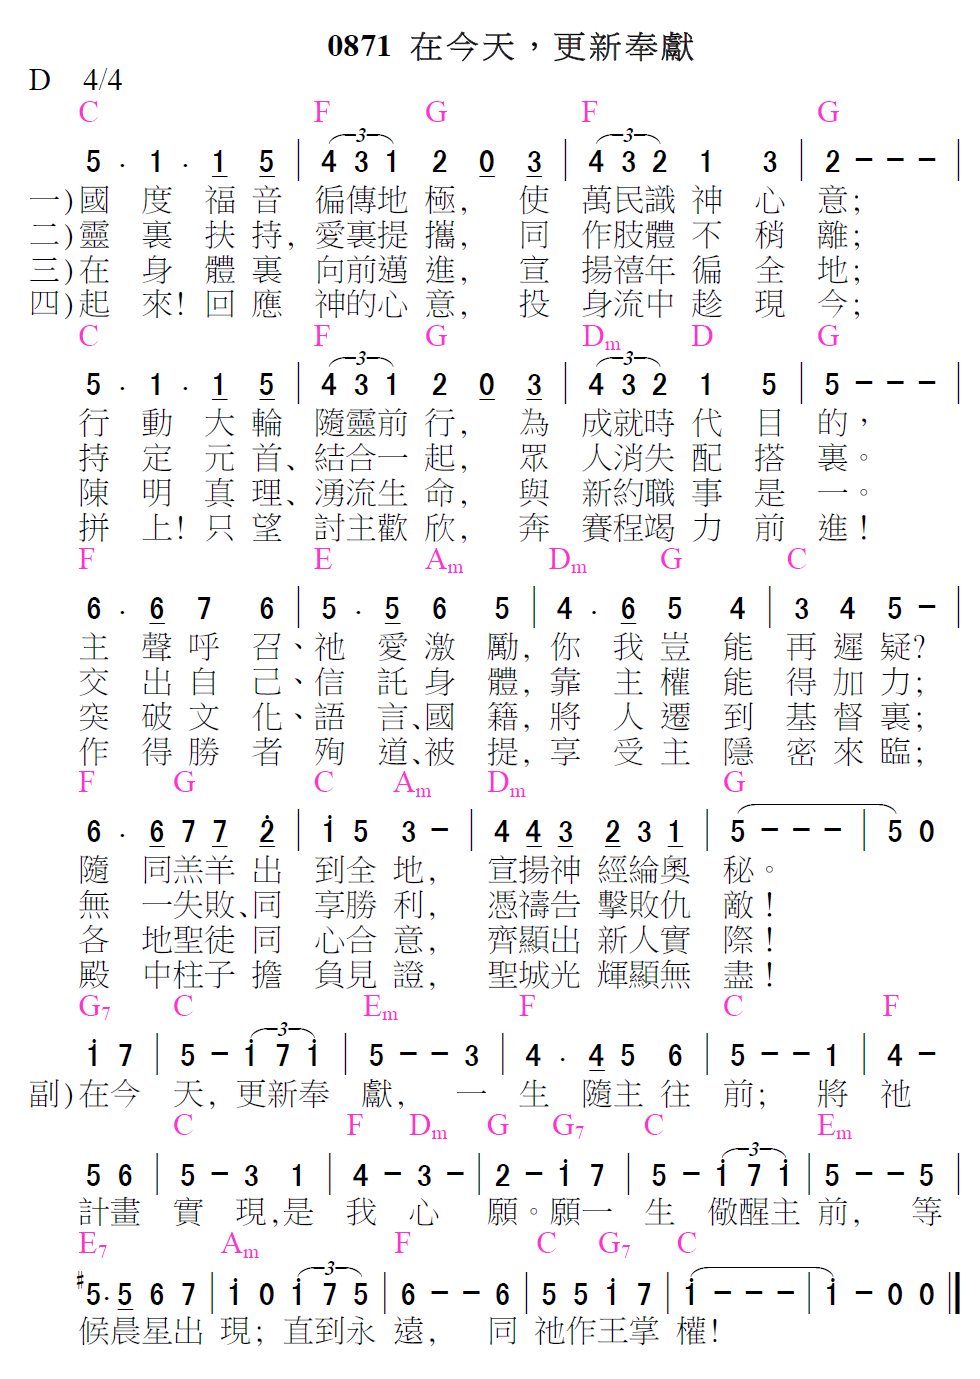 0871 在今天，更新奉獻
D 4/4
C F G F G
5 . 1 . 1 5 | 4 3 1 2 0 3 | 4 3 2 1 3 | 2 - - - |
一)國度福音徧傳地極,使萬民識神心意;
二)靈裏扶持,愛裏提攜,同作肢體不稍離;
三)在身體裏向前邁進,宣揚禧年徧全地;
四)起來!回應神的心意,投身流中趁現今;
C F G Dm D G
5 . 1 . 1 5 | 4 3 1 2 0 3 | 4 3 2 1 5 | 5 - - - |
行動大輪隨靈前行,為成就時代目的，
持定元首、結合一起,眾人消失配搭裏。
陳明真理、湧流生命,與新約職事是一。
拼上!只望討主歡欣,奔賽程竭力前進!
F E Am Dm G C
6 . 6 7 6 | 5 . 5 6 5 | 4 . 6 5 4 | 3 4 5 - |
主聲呼召、祂愛激勵,你我豈能再遲疑?
交出自己、信託身體,靠主權能得加力;
突破文化、語言、國籍,將人遷到基督裏;
作得勝者殉道、被提,享受主隱密來臨;
F G C Am Dm G
6 . 6 7 7 2 | 1 5 3 - | 4 4 3 2 3 1 | 5 - - - | 5 0
隨同羔羊出到全地,宣揚神經綸奧秘。
無一失敗、同享勝利,憑禱告擊敗仇敵!
各地聖徒同心合意,齊顯出新人實際!
殿中柱子擔負見證,聖城光輝顯無盡!
G7 C Em F C F
1 7 | 5 - 1 7 1 | 5 - - 3 | 4 . 4 5 6 | 5 - - 1 | 4 -
副)在今天,更新奉獻,一生隨主往前;將祂
C F Dm G G7 C Em
5 6 | 5 - 3 1 | 4 - 3 - | 2 - 1 7 | 5 - 1 7 1 | 5 - - 5 |
計畫實現,是我心願。願一生儆醒主前,等
E7 Am F C G7 C
#5 . 5 6 7 | 1 0 1 7 5 | 6 - - 6 | 5 5 1 7 | 1 - - - | 1 - 0 0 ||
候晨星出現;直到永遠,同祂作王掌權!